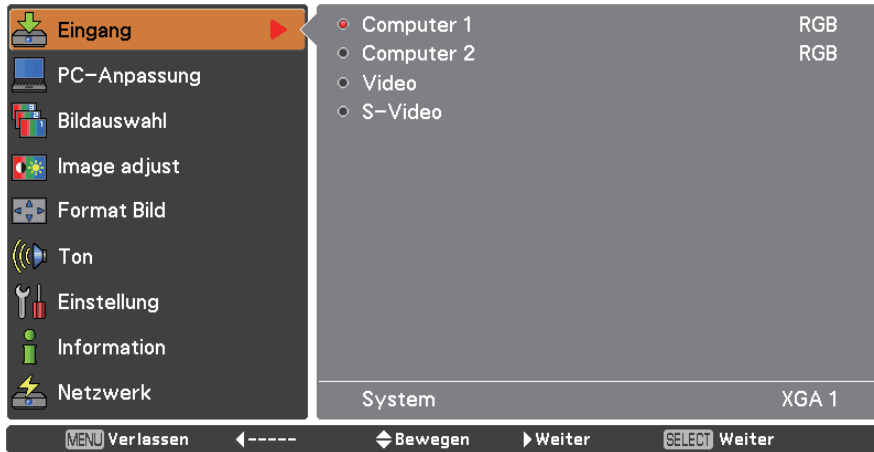 Eingang
PC-Anpassung
Bildauswahl
Image adjust
Format Bild
Ton
Einstellung
Information
Netzwerk
Computer 1 RGB
Computer 2 RGB
Video
S-Video
System XGA 1
MENU Verlassen ----- Bewegen Weiter SELECT Weiter